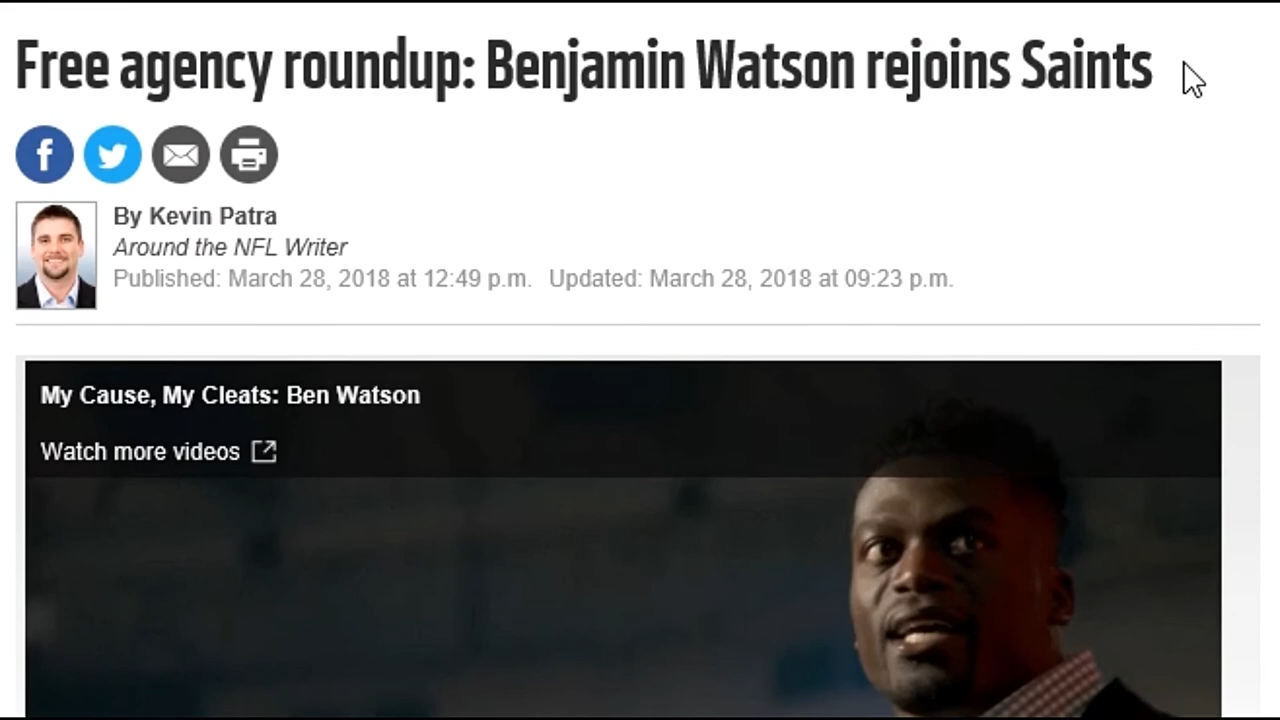 Free agency roundup: Benjamin Watson rejoins Saints
By Kevin Patra
Around the NFL Writer
Published: March 28, 2018 at 12:49 p.m. Updated: March 28, 2018 at 09:23 p.m.
My Cause, My Cleats: Ben Watson
Watch more videos